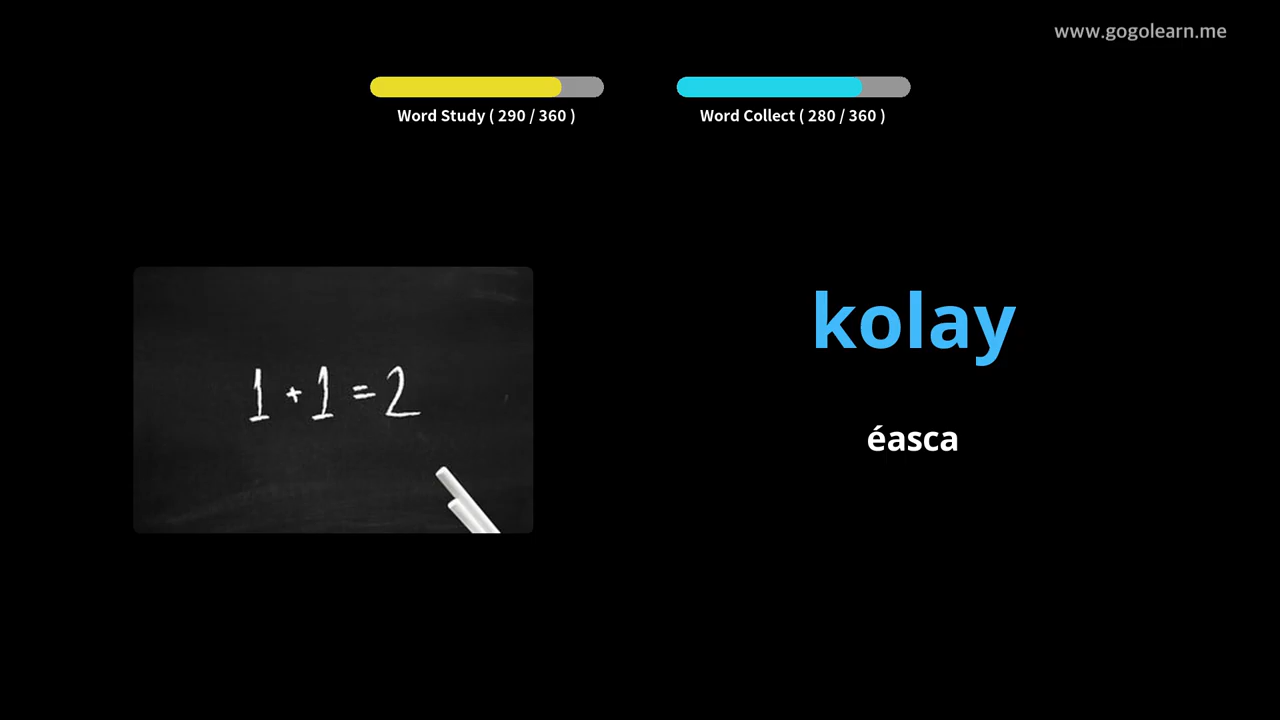 www.gogolearn.me
Word Study ( 290 / 360 )
Word Collect ( 280 / 360 )
kolay
1 + 1 = 2
éasca